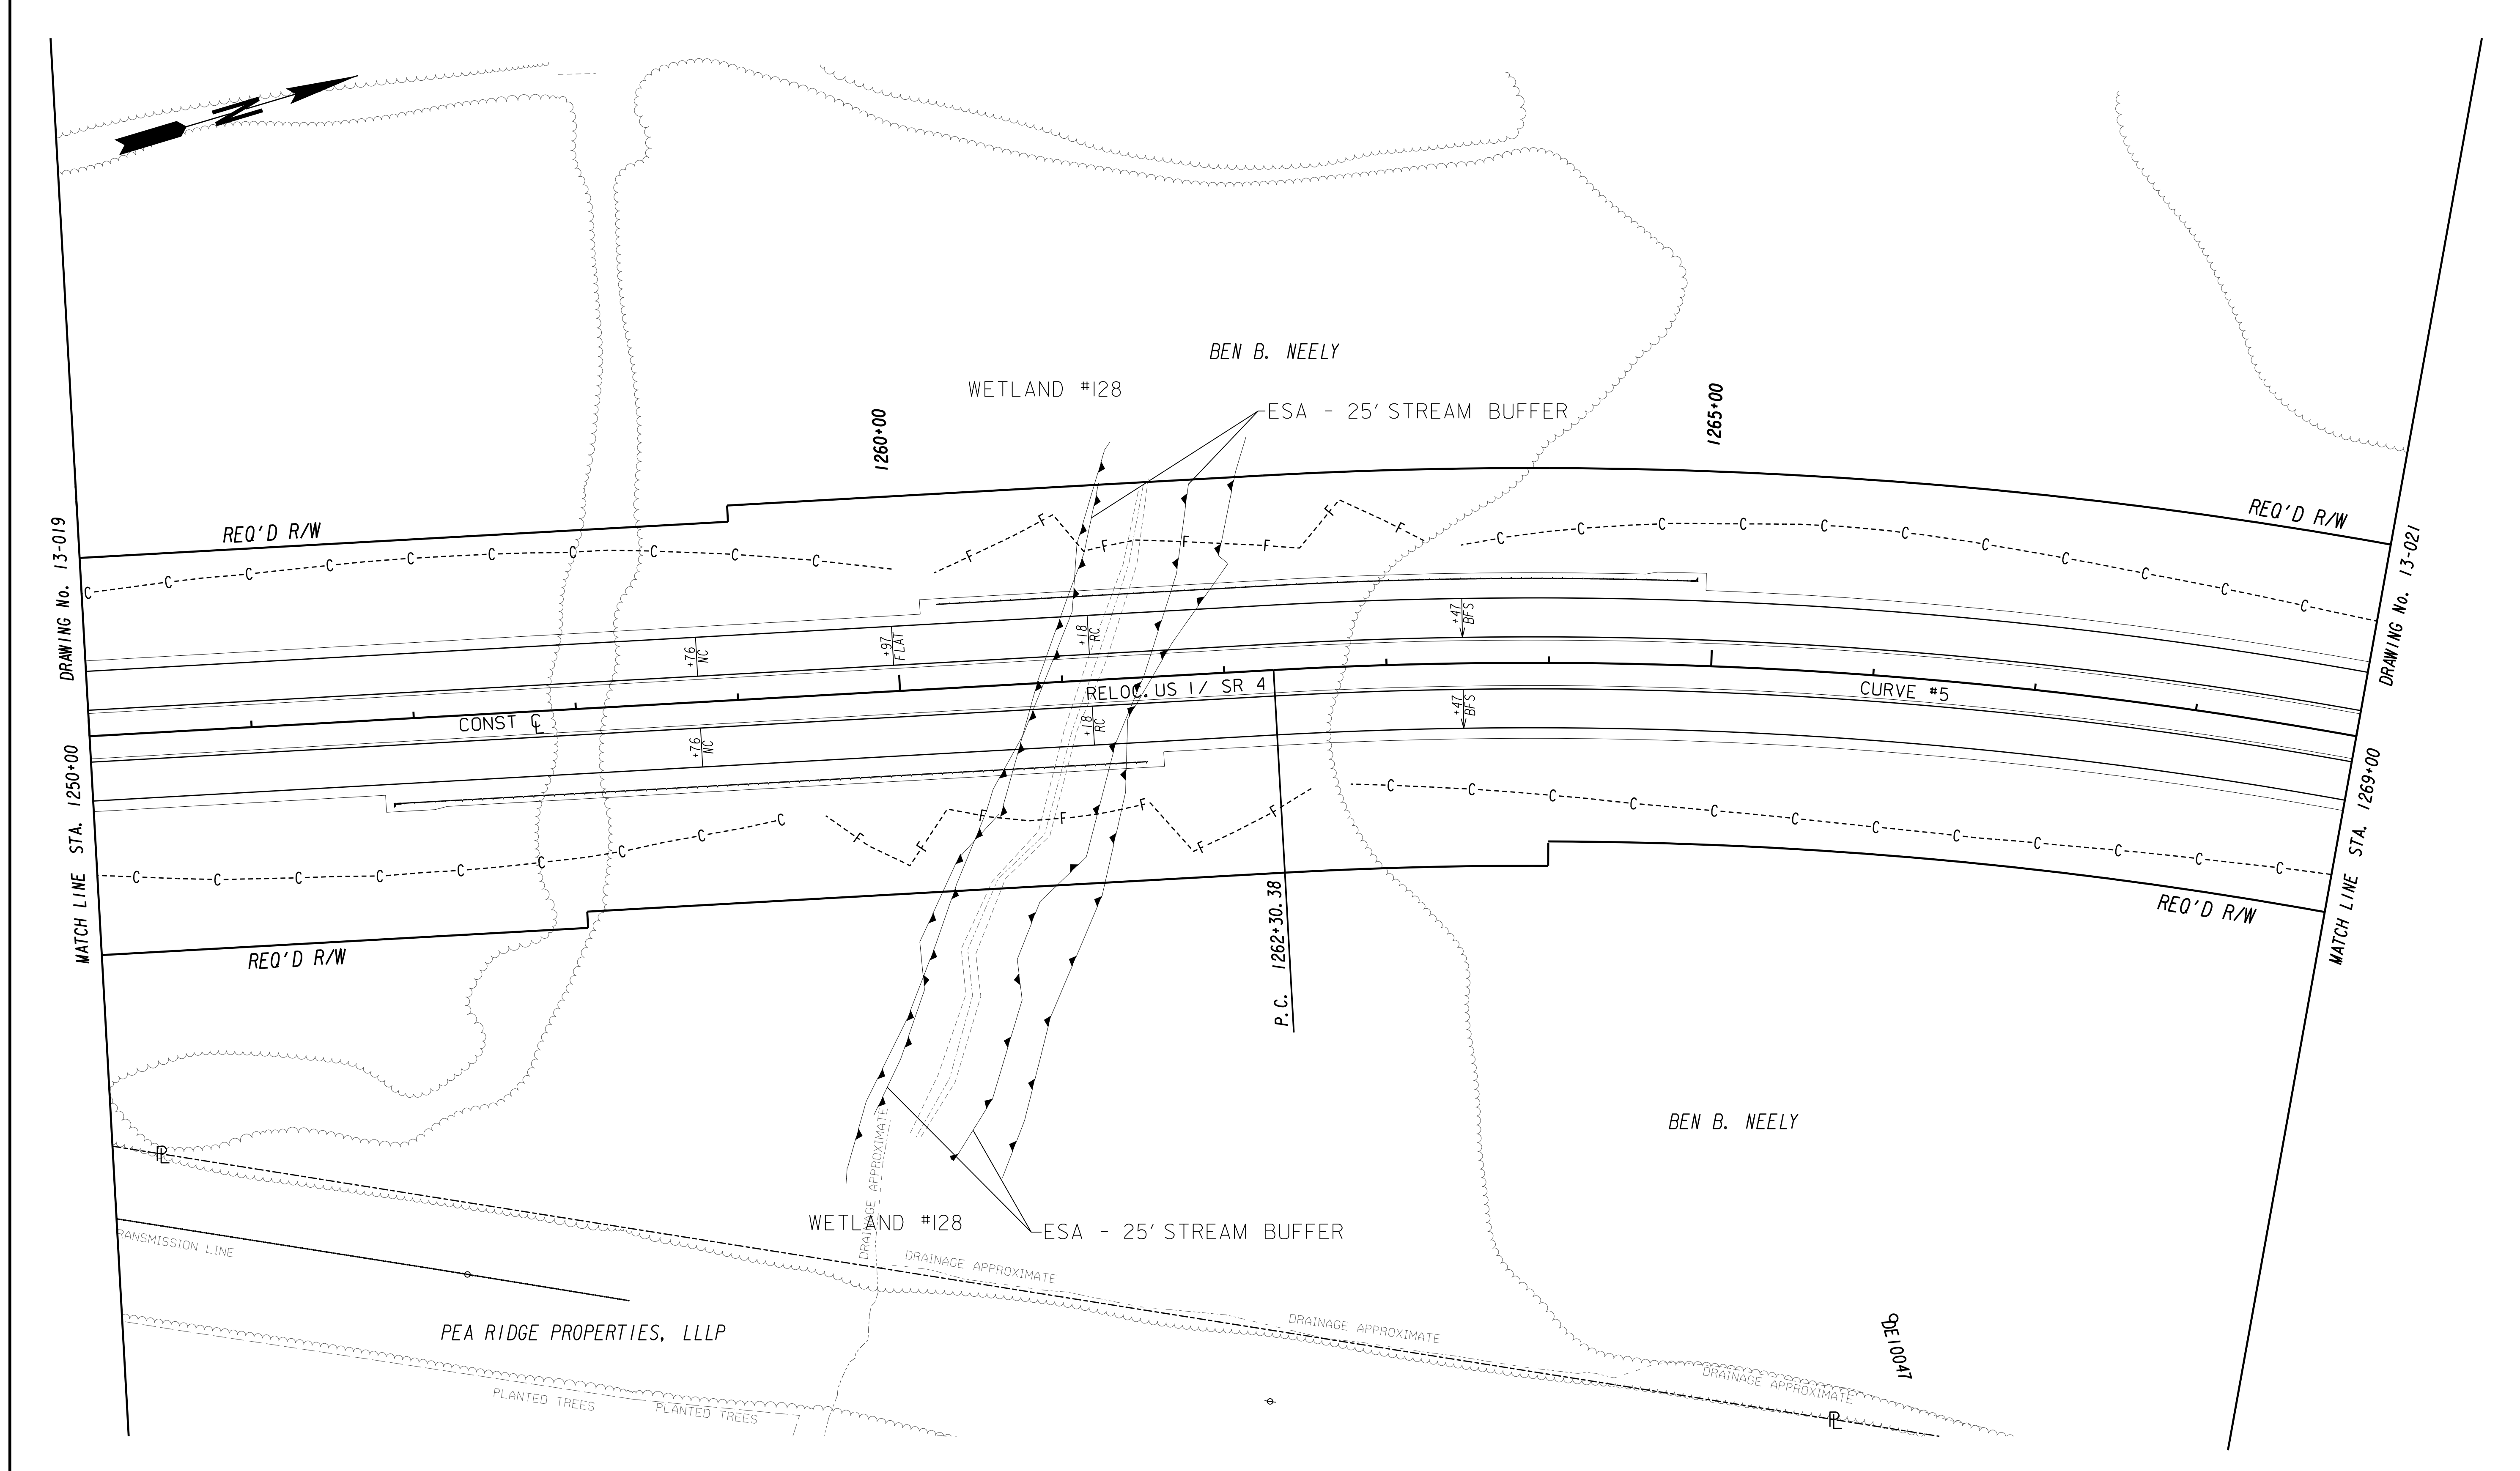 N
BEN B. NEELY
WETLAND #128
ESA - 25' STREAM BUFFER
1260+00
1265+00
REQ'D R/W
REQ'D R/W
DRAWING No. 13-019
DRAWING No. 13-021
C C C C C C C C C C
F F F F F F
C C C C C C C C C C C
+76
NC
+97
FLAT
+18
RC
+47
BFS
RELOC. US 1/ SR 4
CURVE #5
CONST ℄
+76
NC
+18
RC
+47
BFS
MATCH LINE STA. 1250+00
MATCH LINE STA. 1269+00
C C C C C C C C C
F F F F F F F
C C C C C C C C C C C C
REQ'D R/W
REQ'D R/W
P.C. 1262+30.38
BEN B. NEELY
PL
DRAINAGE APPROXIMATE
WETLAND #128
ESA - 25' STREAM BUFFER
RANSMISSION LINE
DRAINAGE APPROXIMATE
DRAINAGE APPROXIMATE
PEA RIDGE PROPERTIES, LLLP
DRAINAGE APPROXIMATE
PLANTED TREES
PLANTED TREES
PL